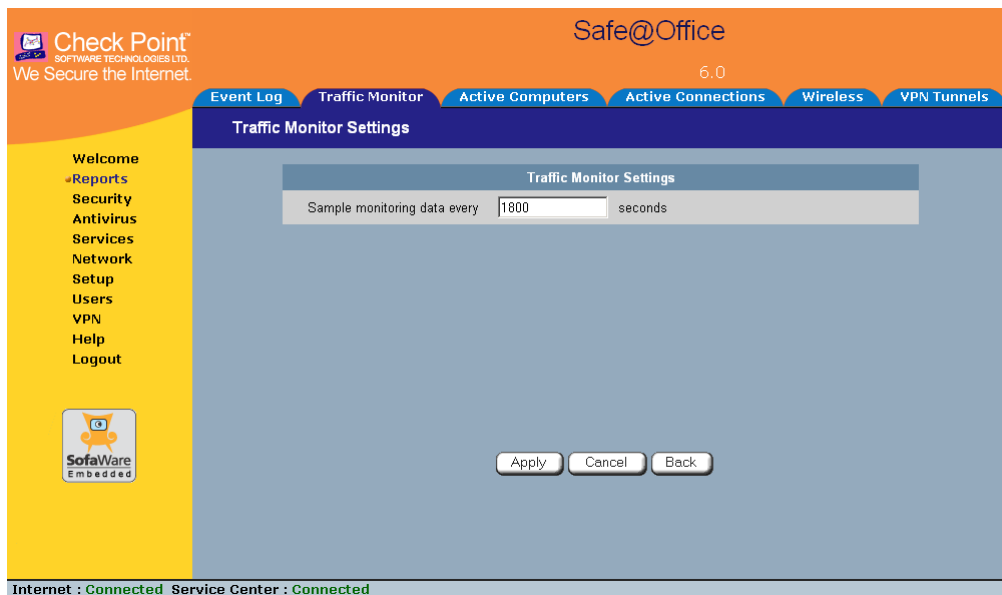 Check Point™
SOFTWARE TECHNOLOGIES LTD.
We Secure the Internet.
Safe@Office
6.0
Event Log Traffic Monitor Active Computers Active Connections Wireless VPN Tunnels
Traffic Monitor Settings
Welcome
Reports
Security
Antivirus
Services
Network
Setup
Users
VPN
Help
Logout
Traffic Monitor Settings
Sample monitoring data every 1800 seconds
SofaWare
Embedded
Apply Cancel Back
Internet : Connected Service Center : Connected